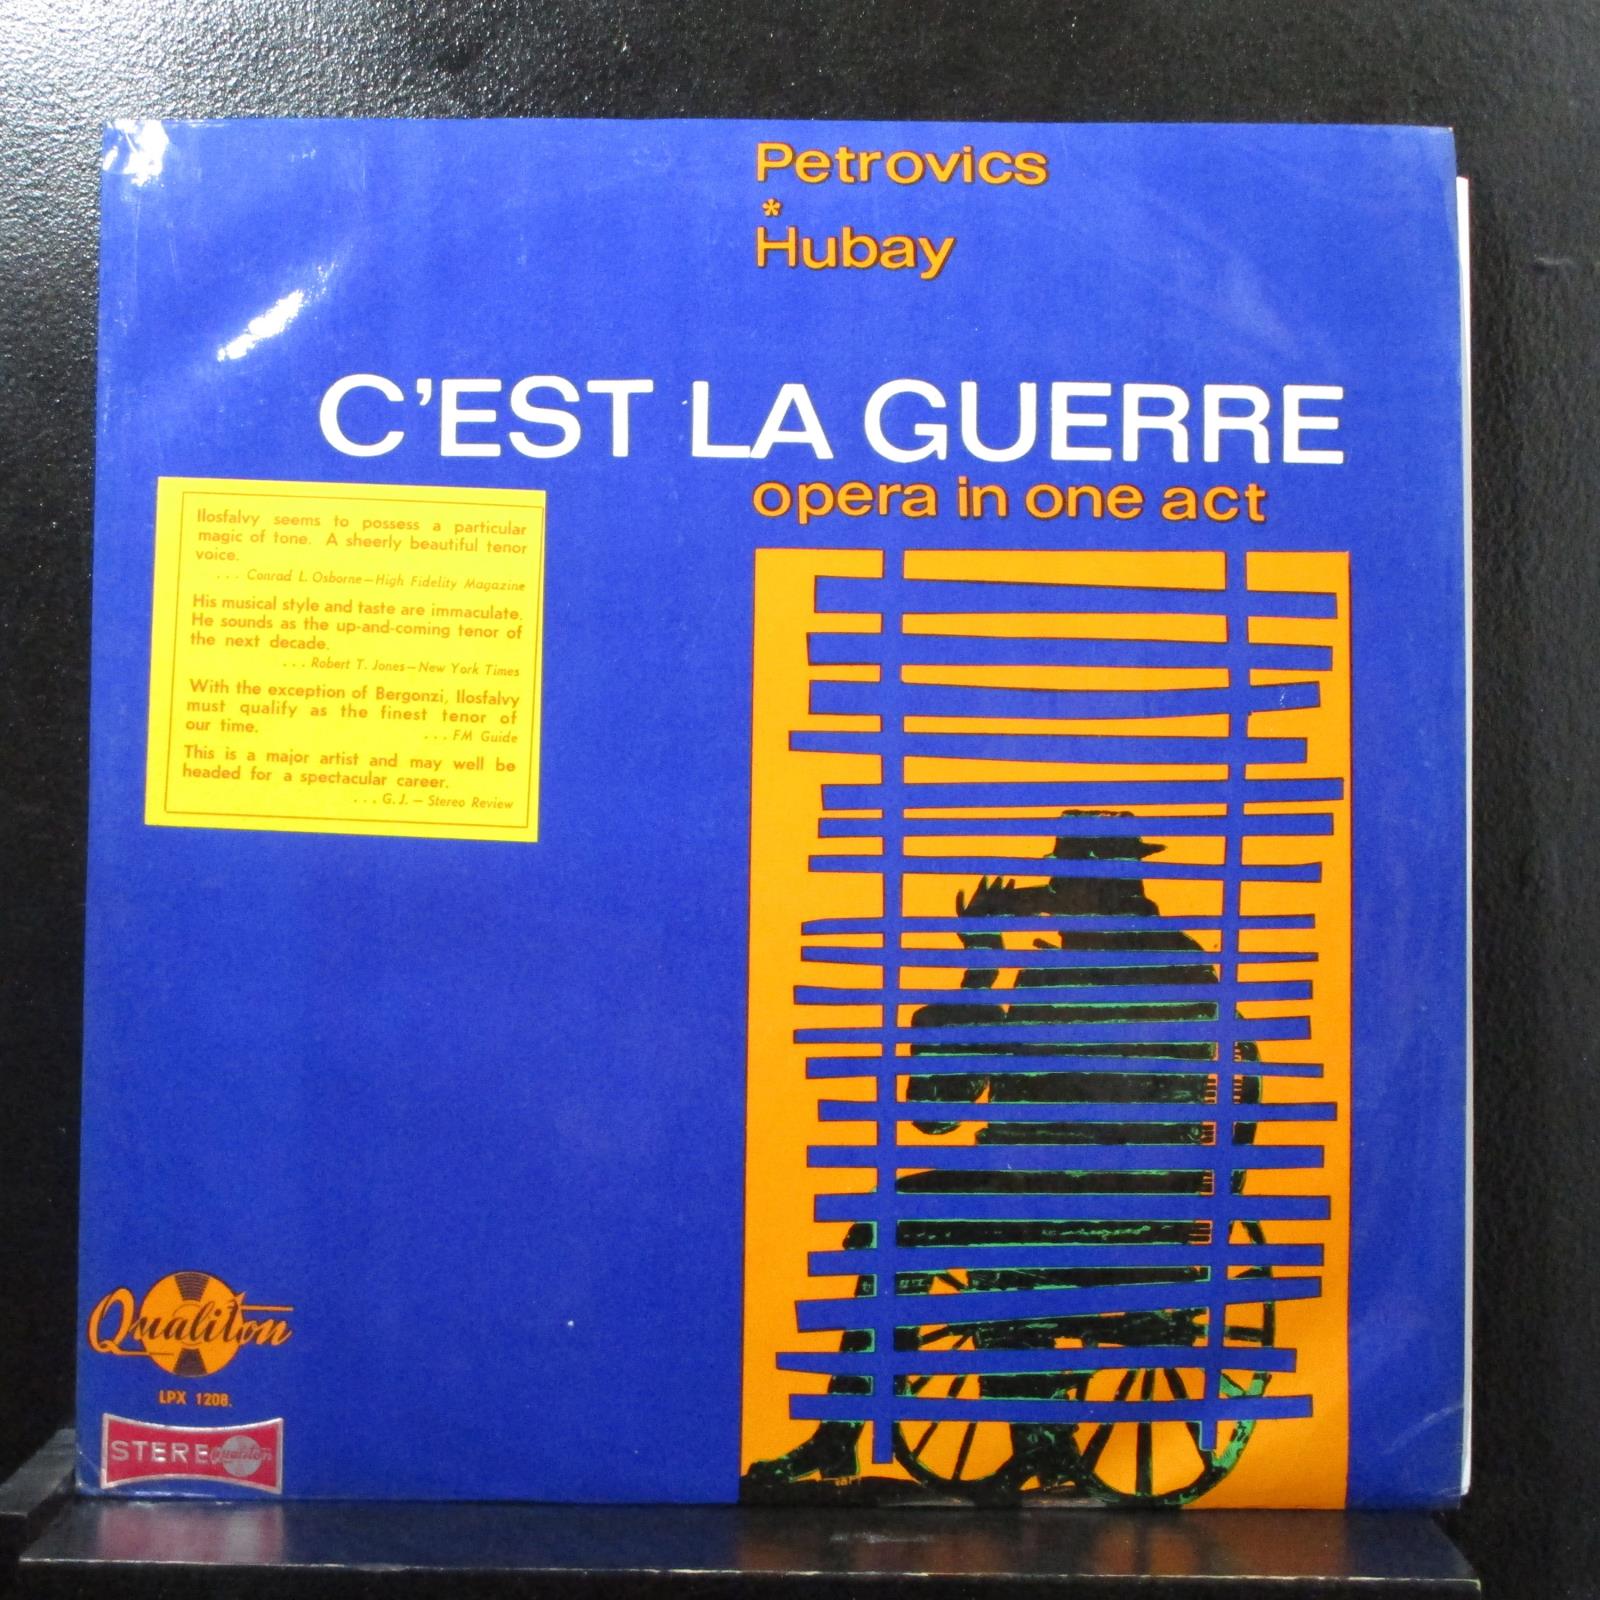 Petrovics
*
Hubay
C'EST LA GUERRE
opera in one act
Ilosfalvy seems to possess a particular
magic of tone. A sheerly beautiful tenor
voice.
... Conrad L. Osborne—High Fidelity Magazine
His musical style and taste are immaculate.
He sounds as the up-and-coming tenor of
the next decade.
... Robert T. Jones—New York Times
With the exception of Bergonzi, Ilosfalvy
must qualify as the finest tenor of
our time.
... FM Guide
This is a major artist and may well be
headed for a spectacular career.
... G. J. — Stereo Review
Qualiton
LPX 1208.
STEREO Qualiton